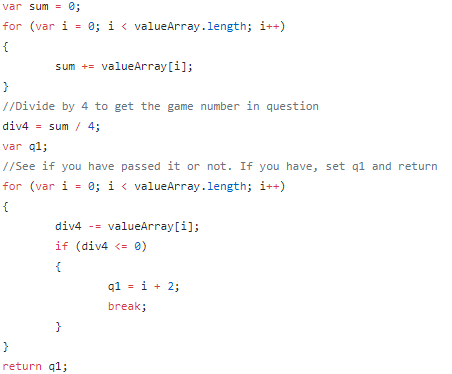 var sum = 0;
for (var i = 0; i < valueArray.length; i++)
{
        sum += valueArray[i];
}
//Divide by 4 to get the game number in question
div4 = sum / 4;
var q1;
//See if you have passed it or not. If you have, set q1 and return
for (var i = 0; i < valueArray.length; i++)
{
        div4 -= valueArray[i];
        if (div4 <= 0)
        {
                q1 = i + 2;
                break;
        }
}
return q1;